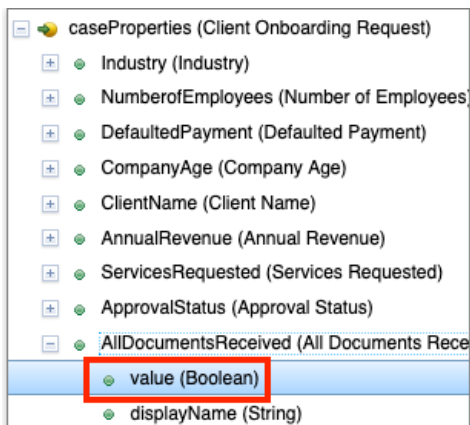 caseProperties (Client Onboarding Request)
Industry (Industry)
NumberofEmployees (Number of Employees)
DefaultedPayment (Defaulted Payment)
CompanyAge (Company Age)
ClientName (Client Name)
AnnualRevenue (Annual Revenue)
ServicesRequested (Services Requested)
ApprovalStatus (Approval Status)
AllDocumentsReceived (All Documents Rece
value (Boolean)
displayName (String)